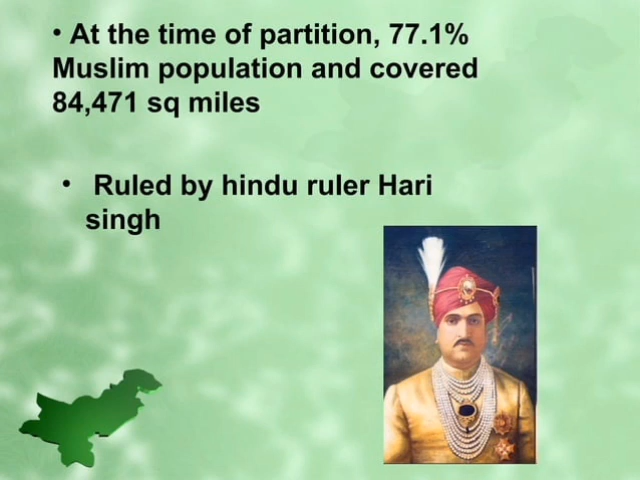 • At the time of partition, 77.1%
Muslim population and covered
84,471 sq miles
• Ruled by hindu ruler Hari
singh